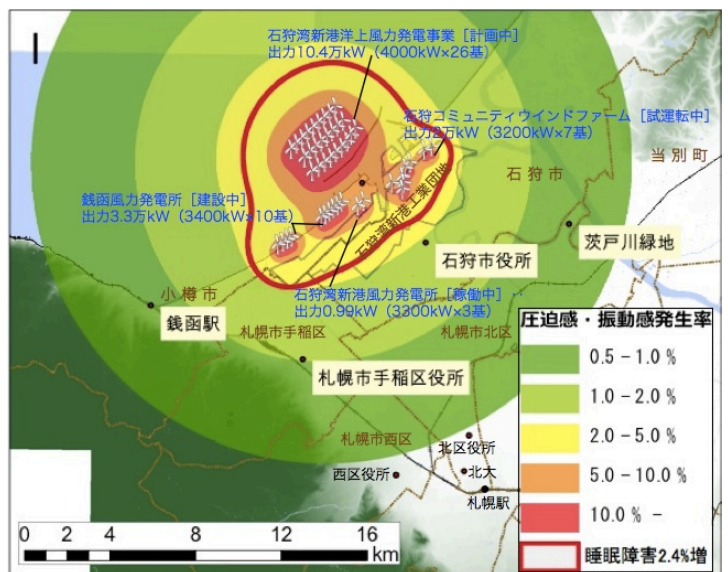 石狩湾新港洋上風力発電事業［計画中］
出力10.4万kW（4000kW×26基）
石狩コミュニティウインドファーム［試運転中］
出力2万kW（3200kW×7基）
当別町
石狩市
銭函風力発電所［建設中］
出力3.3万kW（3400kW×10基）
石狩湾新港工業団地
茨戸川緑地
石狩市役所
小樽市
石狩湾新港風力発電所［稼働中］‥
出力0.99kW（3300kW×3基）
銭函駅
札幌市手稲区
札幌市北区
札幌市手稲区役所
札幌市西区
北区役所
西区役所
北大
札幌駅
圧迫感・振動感発生率
0.5－1.0％
1.0－2.0％
2.0－5.0％
5.0－10.0％
10.0％－
睡眠障害2.4%増
0 2 4 8 12 16
km